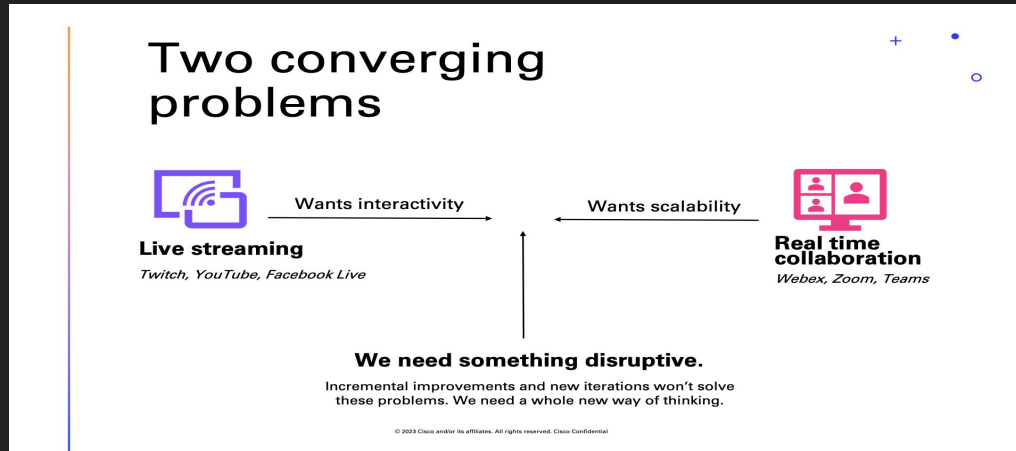 Two converging
problems
Wants interactivity
Wants scalability
Live streaming
Twitch, YouTube, Facebook Live
Real time
collaboration
Webex, Zoom, Teams
We need something disruptive.
Incremental improvements and new iterations won't solve
these problems. We need a whole new way of thinking.
© 2023 Cisco and/or its affiliates. All rights reserved. Cisco Confidential